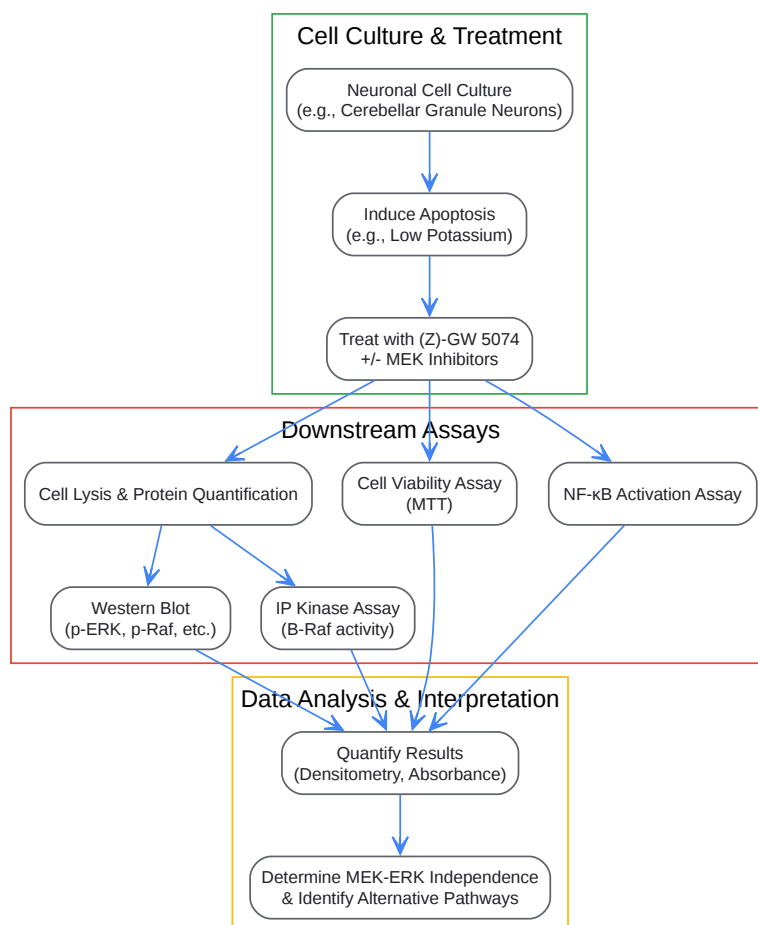 Cell Culture & Treatment
Neuronal Cell Culture
(e.g., Cerebellar Granule Neurons)
Induce Apoptosis
(e.g., Low Potassium)
Treat with (Z)-GW 5074
+/- MEK Inhibitors
Downstream Assays
Cell Lysis & Protein Quantification
Cell Viability Assay
(MTT)
NF-κB Activation Assay
Western Blot
(p-ERK, p-Raf, etc.)
IP Kinase Assay
(B-Raf activity)
Data Analysis & Interpretation
Quantify Results
(Densitometry, Absorbance)
Determine MEK-ERK Independence
& Identify Alternative Pathways